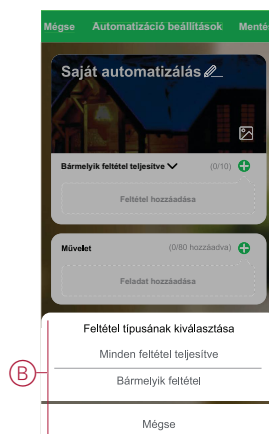 Mégse Automatizáció beállítások Mentés
Saját automatizálás
Bármelyik feltétel teljesítve (0/10)
Feltétel hozzáadása
Művelet (0/80 hozzáadva)
Feladat hozzáadása
Feltétel típusának kiválasztása
Minden feltétel teljesítve
B
Bármelyik feltétel
Mégse